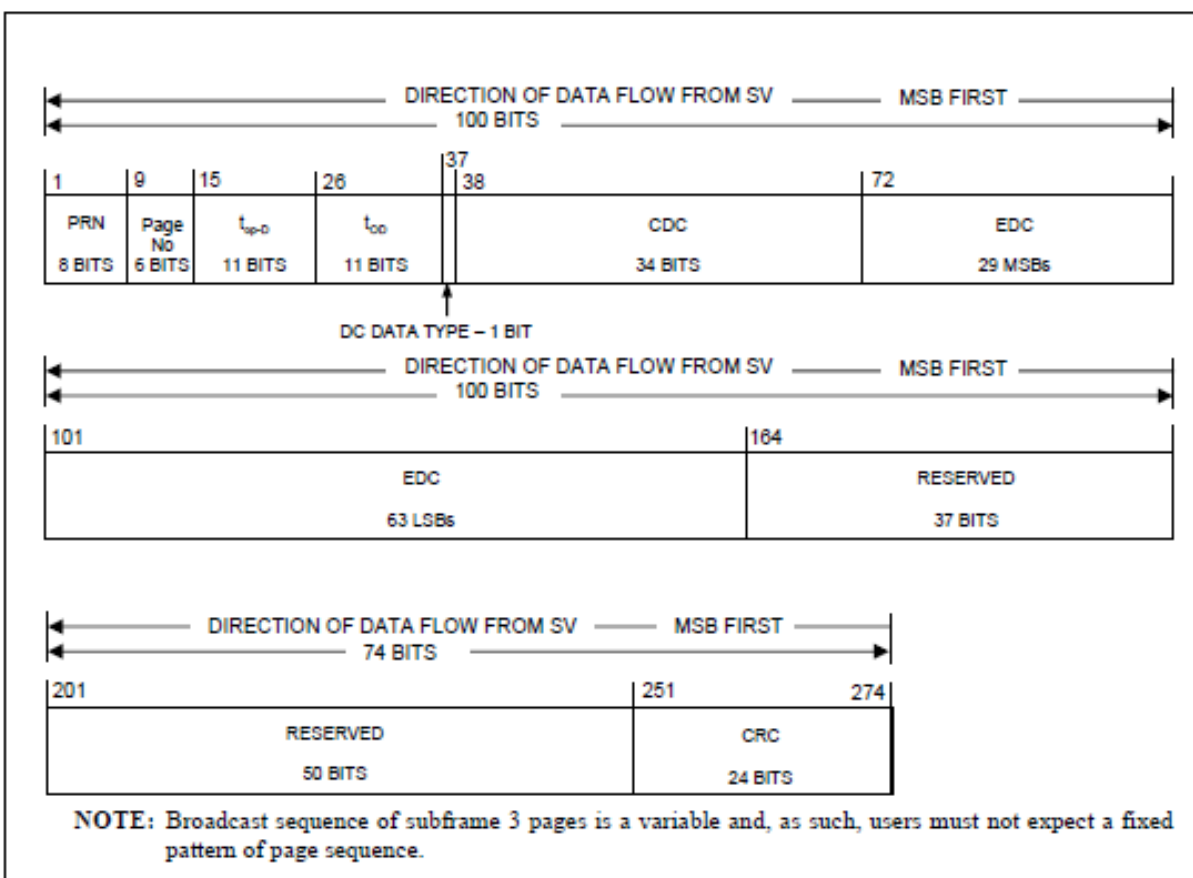 DIRECTION OF DATA FLOW FROM SV MSB FIRST
100 BITS
1 9 15 26 37 38 72
PRN Page No t_op-D t_OD CDC EDC
8 BITS 6 BITS 11 BITS 11 BITS 34 BITS 29 MSBs
DC DATA TYPE – 1 BIT
DIRECTION OF DATA FLOW FROM SV MSB FIRST
100 BITS
101 164
EDC RESERVED
63 LSBs 37 BITS
DIRECTION OF DATA FLOW FROM SV MSB FIRST
74 BITS
201 251 274
RESERVED CRC
50 BITS 24 BITS
NOTE: Broadcast sequence of subframe 3 pages is a variable and, as such, users must not expect a fixed
pattern of page sequence.